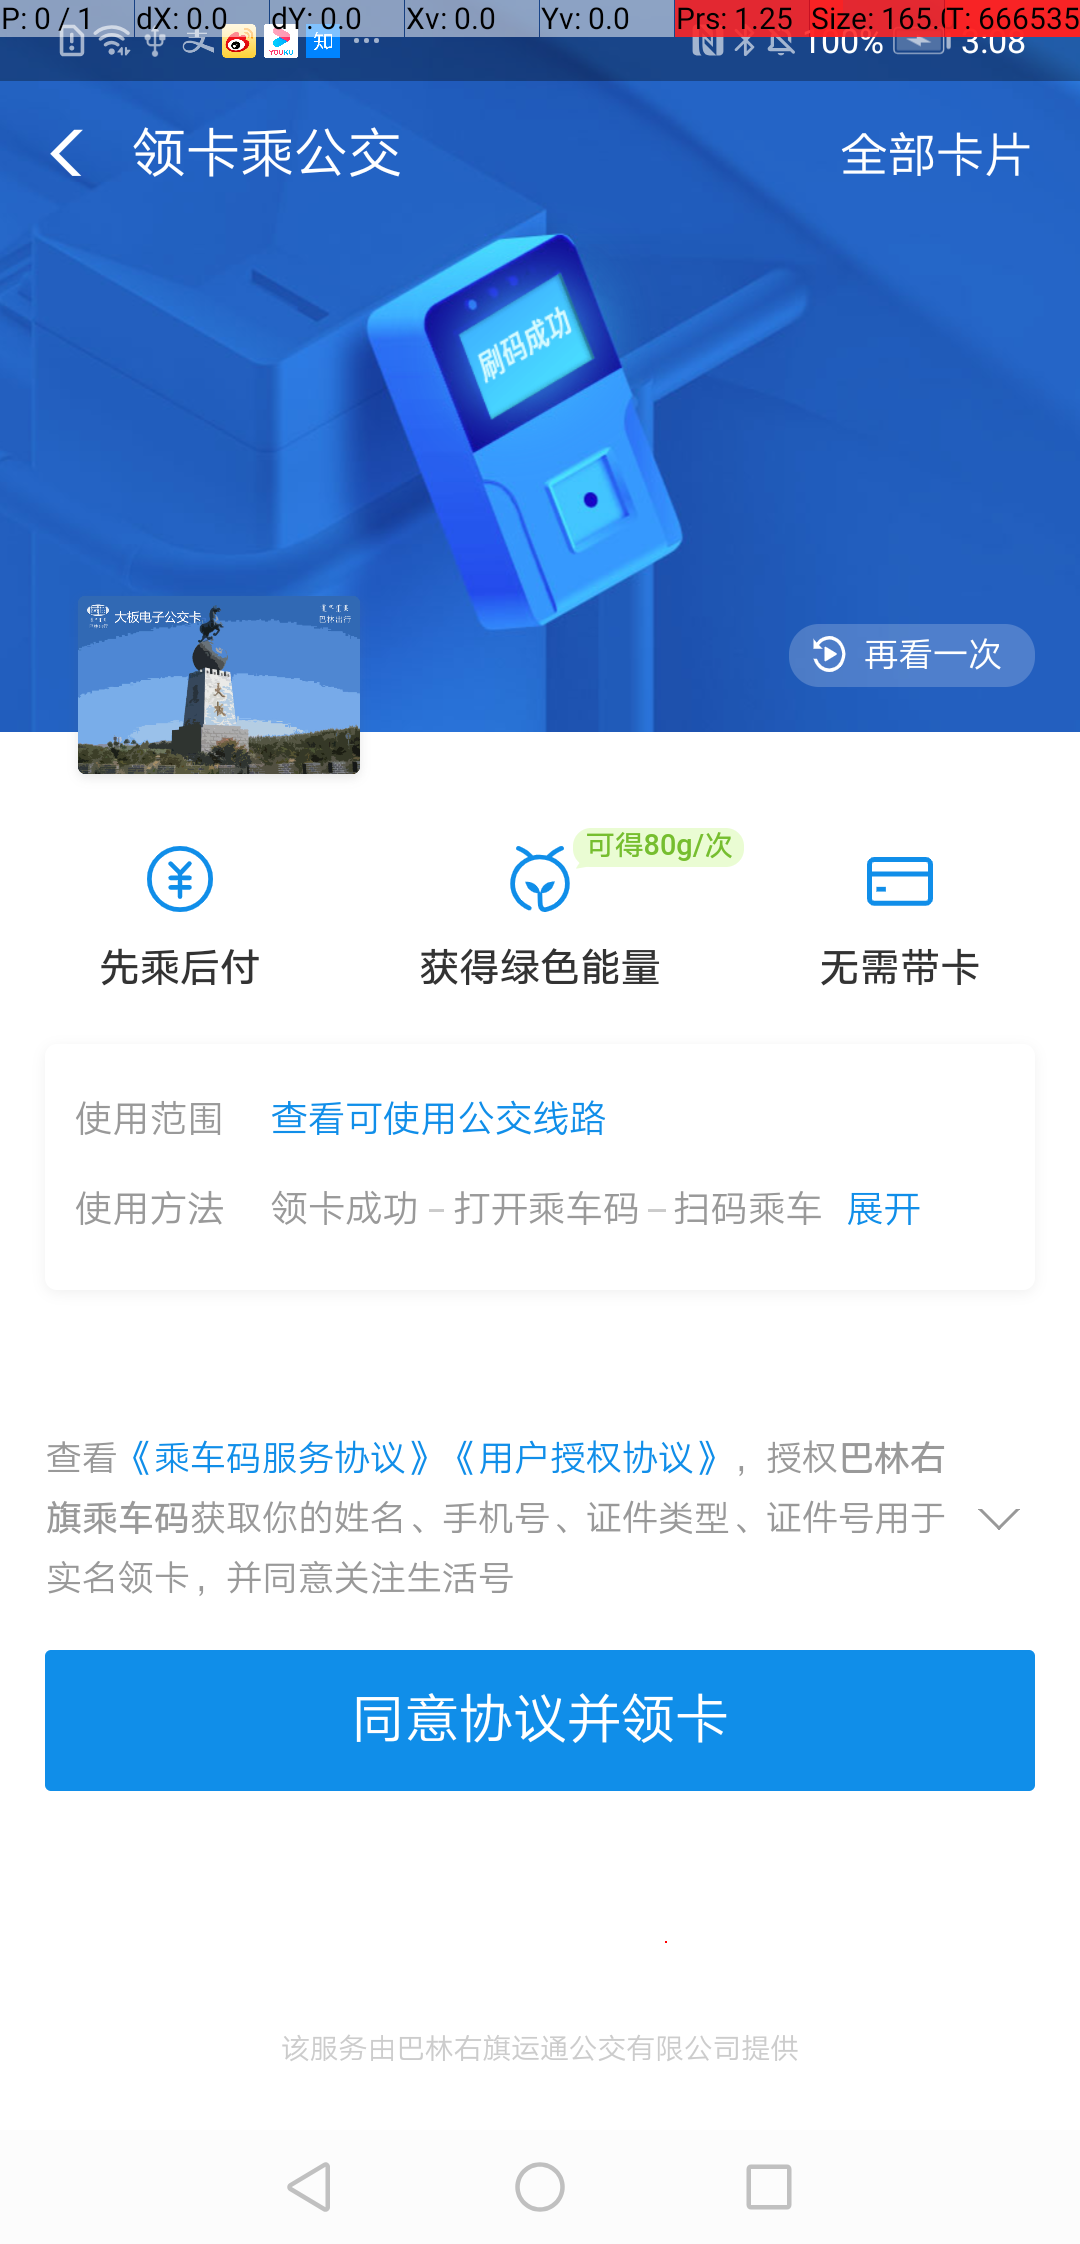 P: 0 / 1 dX: 0.0 dY: 0.0 Xv: 0.0 Yv: 0.0 Prs: 1.25 Size: 165.0 T: 666535
支 YOUKU 知 100% 3:08
领卡乘公交 全部卡片
刷码成功
大板电子公交卡 巴林出行
大板
再看一次
可得80g/次
先乘后付 获得绿色能量 无需带卡
使用范围 查看可使用公交线路
使用方法 领卡成功 – 打开乘车码 – 扫码乘车 展开
查看《乘车码服务协议》《用户授权协议》，授权巴林右
旗乘车码获取你的姓名、手机号、证件类型、证件号用于
实名领卡，并同意关注生活号
同意协议并领卡
该服务由巴林右旗运通公交有限公司提供